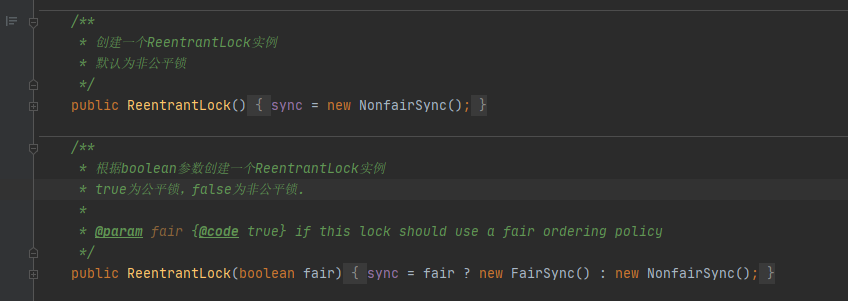 /**
* 创建一个ReentrantLock实例
* 默认为非公平锁
*/
public ReentrantLock() { sync = new NonfairSync(); }
/**
* 根据boolean参数创建一个ReentrantLock实例
* true为公平锁，false为非公平锁.
*
* @param fair {@code true} if this lock should use a fair ordering policy
*/
public ReentrantLock(boolean fair) { sync = fair ? new FairSync() : new NonfairSync(); }